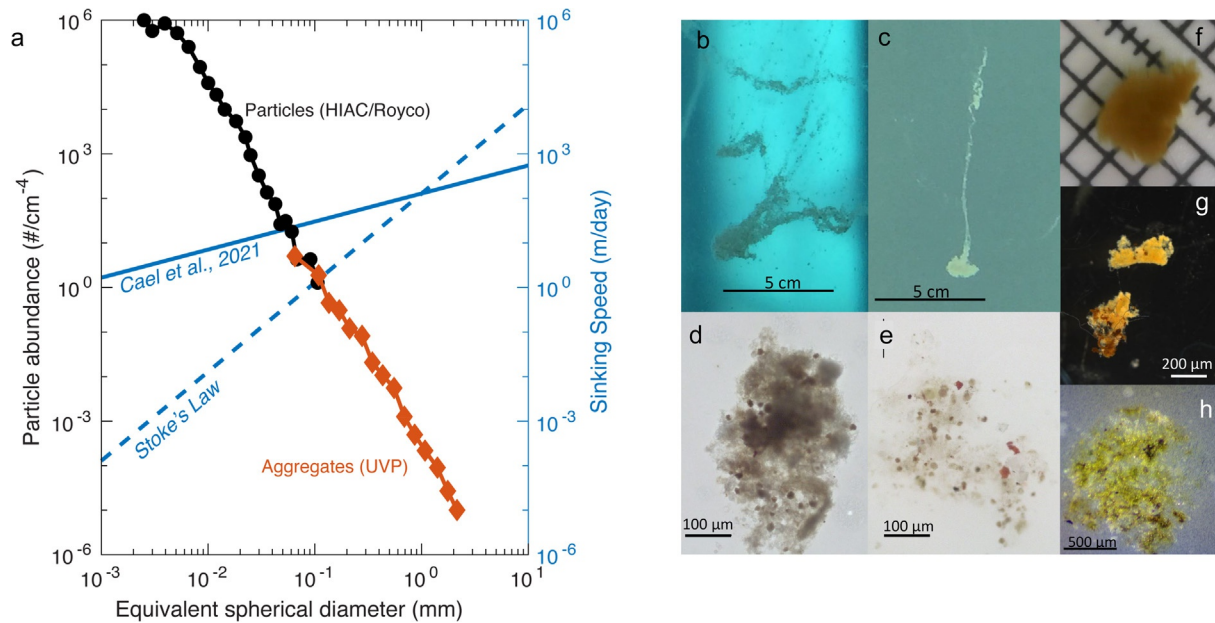 a
10^6
10^3
10^0
10^-3
10^-6
Particle abundance (#/cm^-4)
Particles (HIAC/Royco)
Cael et al., 2021
Stoke's Law
Aggregates (UVP)
10^6
10^3
10^0
10^-3
10^-6
Sinking Speed (m/day)
10^-3
10^-2
10^-1
10^0
10^1
Equivalent spherical diameter (mm)
b
5 cm
c
5 cm
d
100 µm
e
100 µm
f
g
200 µm
h
500 µm